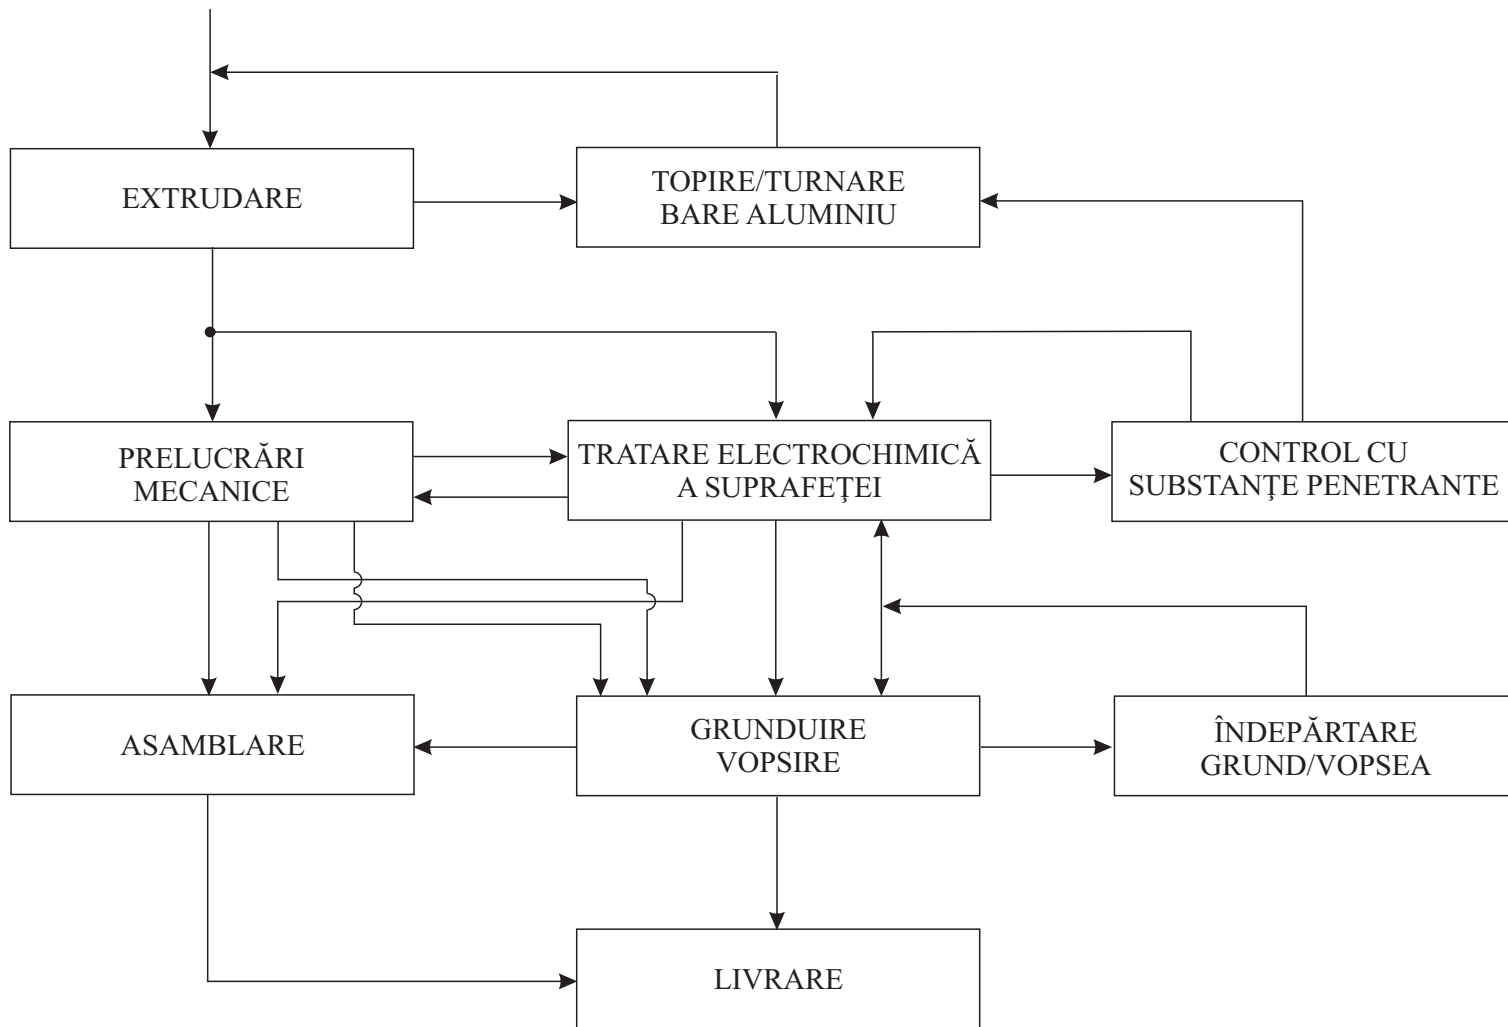 EXTRUDARE
TOPIRE/TURNARE
BARE ALUMINIU
PRELUCRĂRI
MECANICE
TRATARE ELECTROCHIMICĂ
A SUPRAFEŢEI
CONTROL CU
SUBSTANŢE PENETRANTE
ASAMBLARE
GRUNDUIRE
VOPSIRE
ÎNDEPĂRTARE
GRUND/VOPSEA
LIVRARE